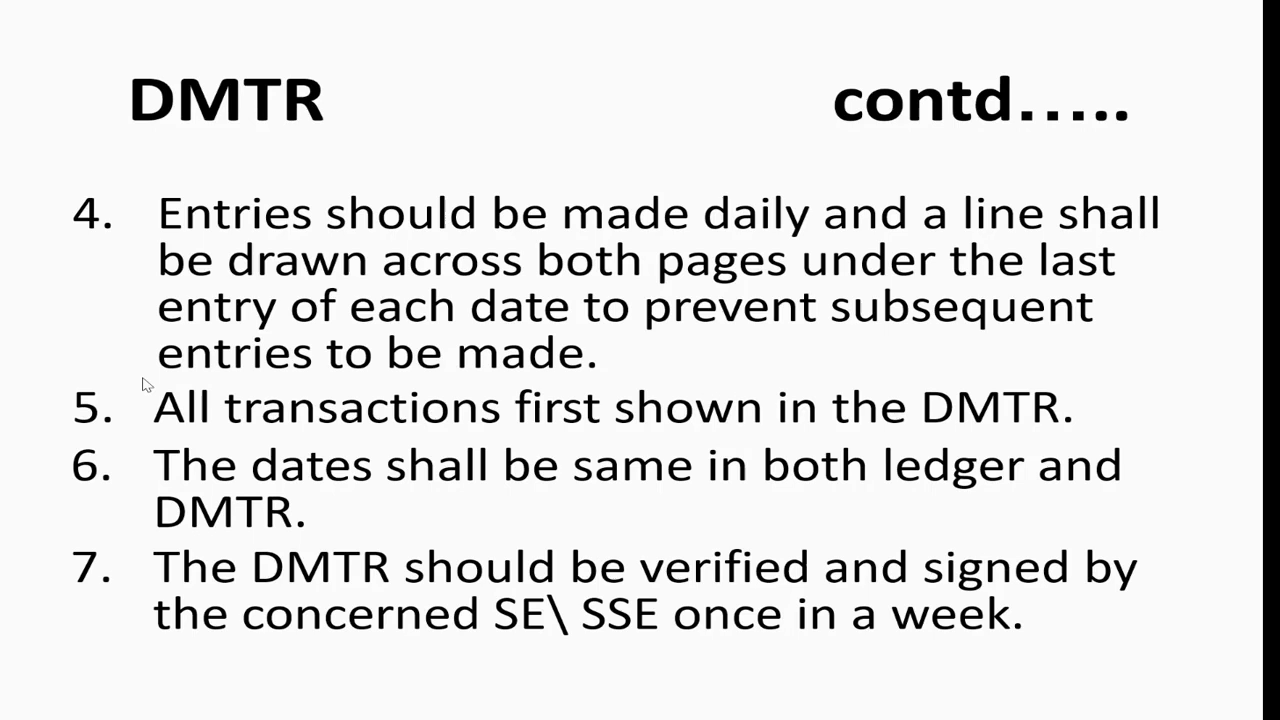 DMTR contd.....
4. Entries should be made daily and a line shall
be drawn across both pages under the last
entry of each date to prevent subsequent
entries to be made.
5. All transactions first shown in the DMTR.
6. The dates shall be same in both ledger and
DMTR.
7. The DMTR should be verified and signed by
the concerned SE\ SSE once in a week.